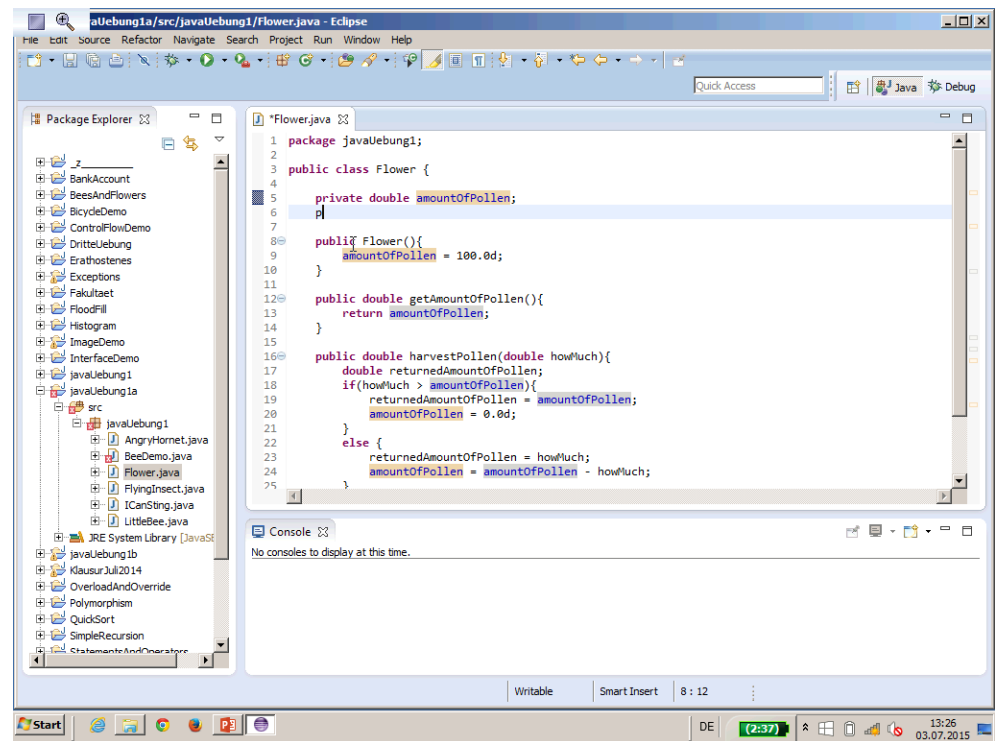 aUebung1a/src/javaUebung1/Flower.java - Eclipse
File Edit Source Refactor Navigate Search Project Run Window Help
Quick Access
Java
Debug
Package Explorer
_z_________
BankAccount
BeesAndFlowers
BicycleDemo
ControlFlowDemo
DritteUebung
Erathostenes
Exceptions
Fakultaet
FloodFill
Histogram
ImageDemo
InterfaceDemo
javaUebung1
javaUebung1a
src
javaUebung1
AngryHornet.java
BeeDemo.java
Flower.java
FlyingInsect.java
ICanSting.java
LittleBee.java
JRE System Library [JavaSE
javaUebung1b
KlausurJuli2014
OverloadAndOverride
Polymorphism
QuickSort
SimpleRecursion
StatementsAndOperators
*Flower.java
1 package javaUebung1;
2
3 public class Flower {
4
5 private double amountOfPollen;
6 p
7
8 public Flower(){
9 amountOfPollen = 100.0d;
10 }
11
12 public double getAmountOfPollen(){
13 return amountOfPollen;
14 }
15
16 public double harvestPollen(double howMuch){
17 double returnedAmountOfPollen;
18 if(howMuch > amountOfPollen){
19 returnedAmountOfPollen = amountOfPollen;
20 amountOfPollen = 0.0d;
21 }
22 else {
23 returnedAmountOfPollen = howMuch;
24 amountOfPollen = amountOfPollen - howMuch;
25 }
Console
No consoles to display at this time.
Writable
Smart Insert
8 : 12
Start
DE
(2:37)
13:26
03.07.2015